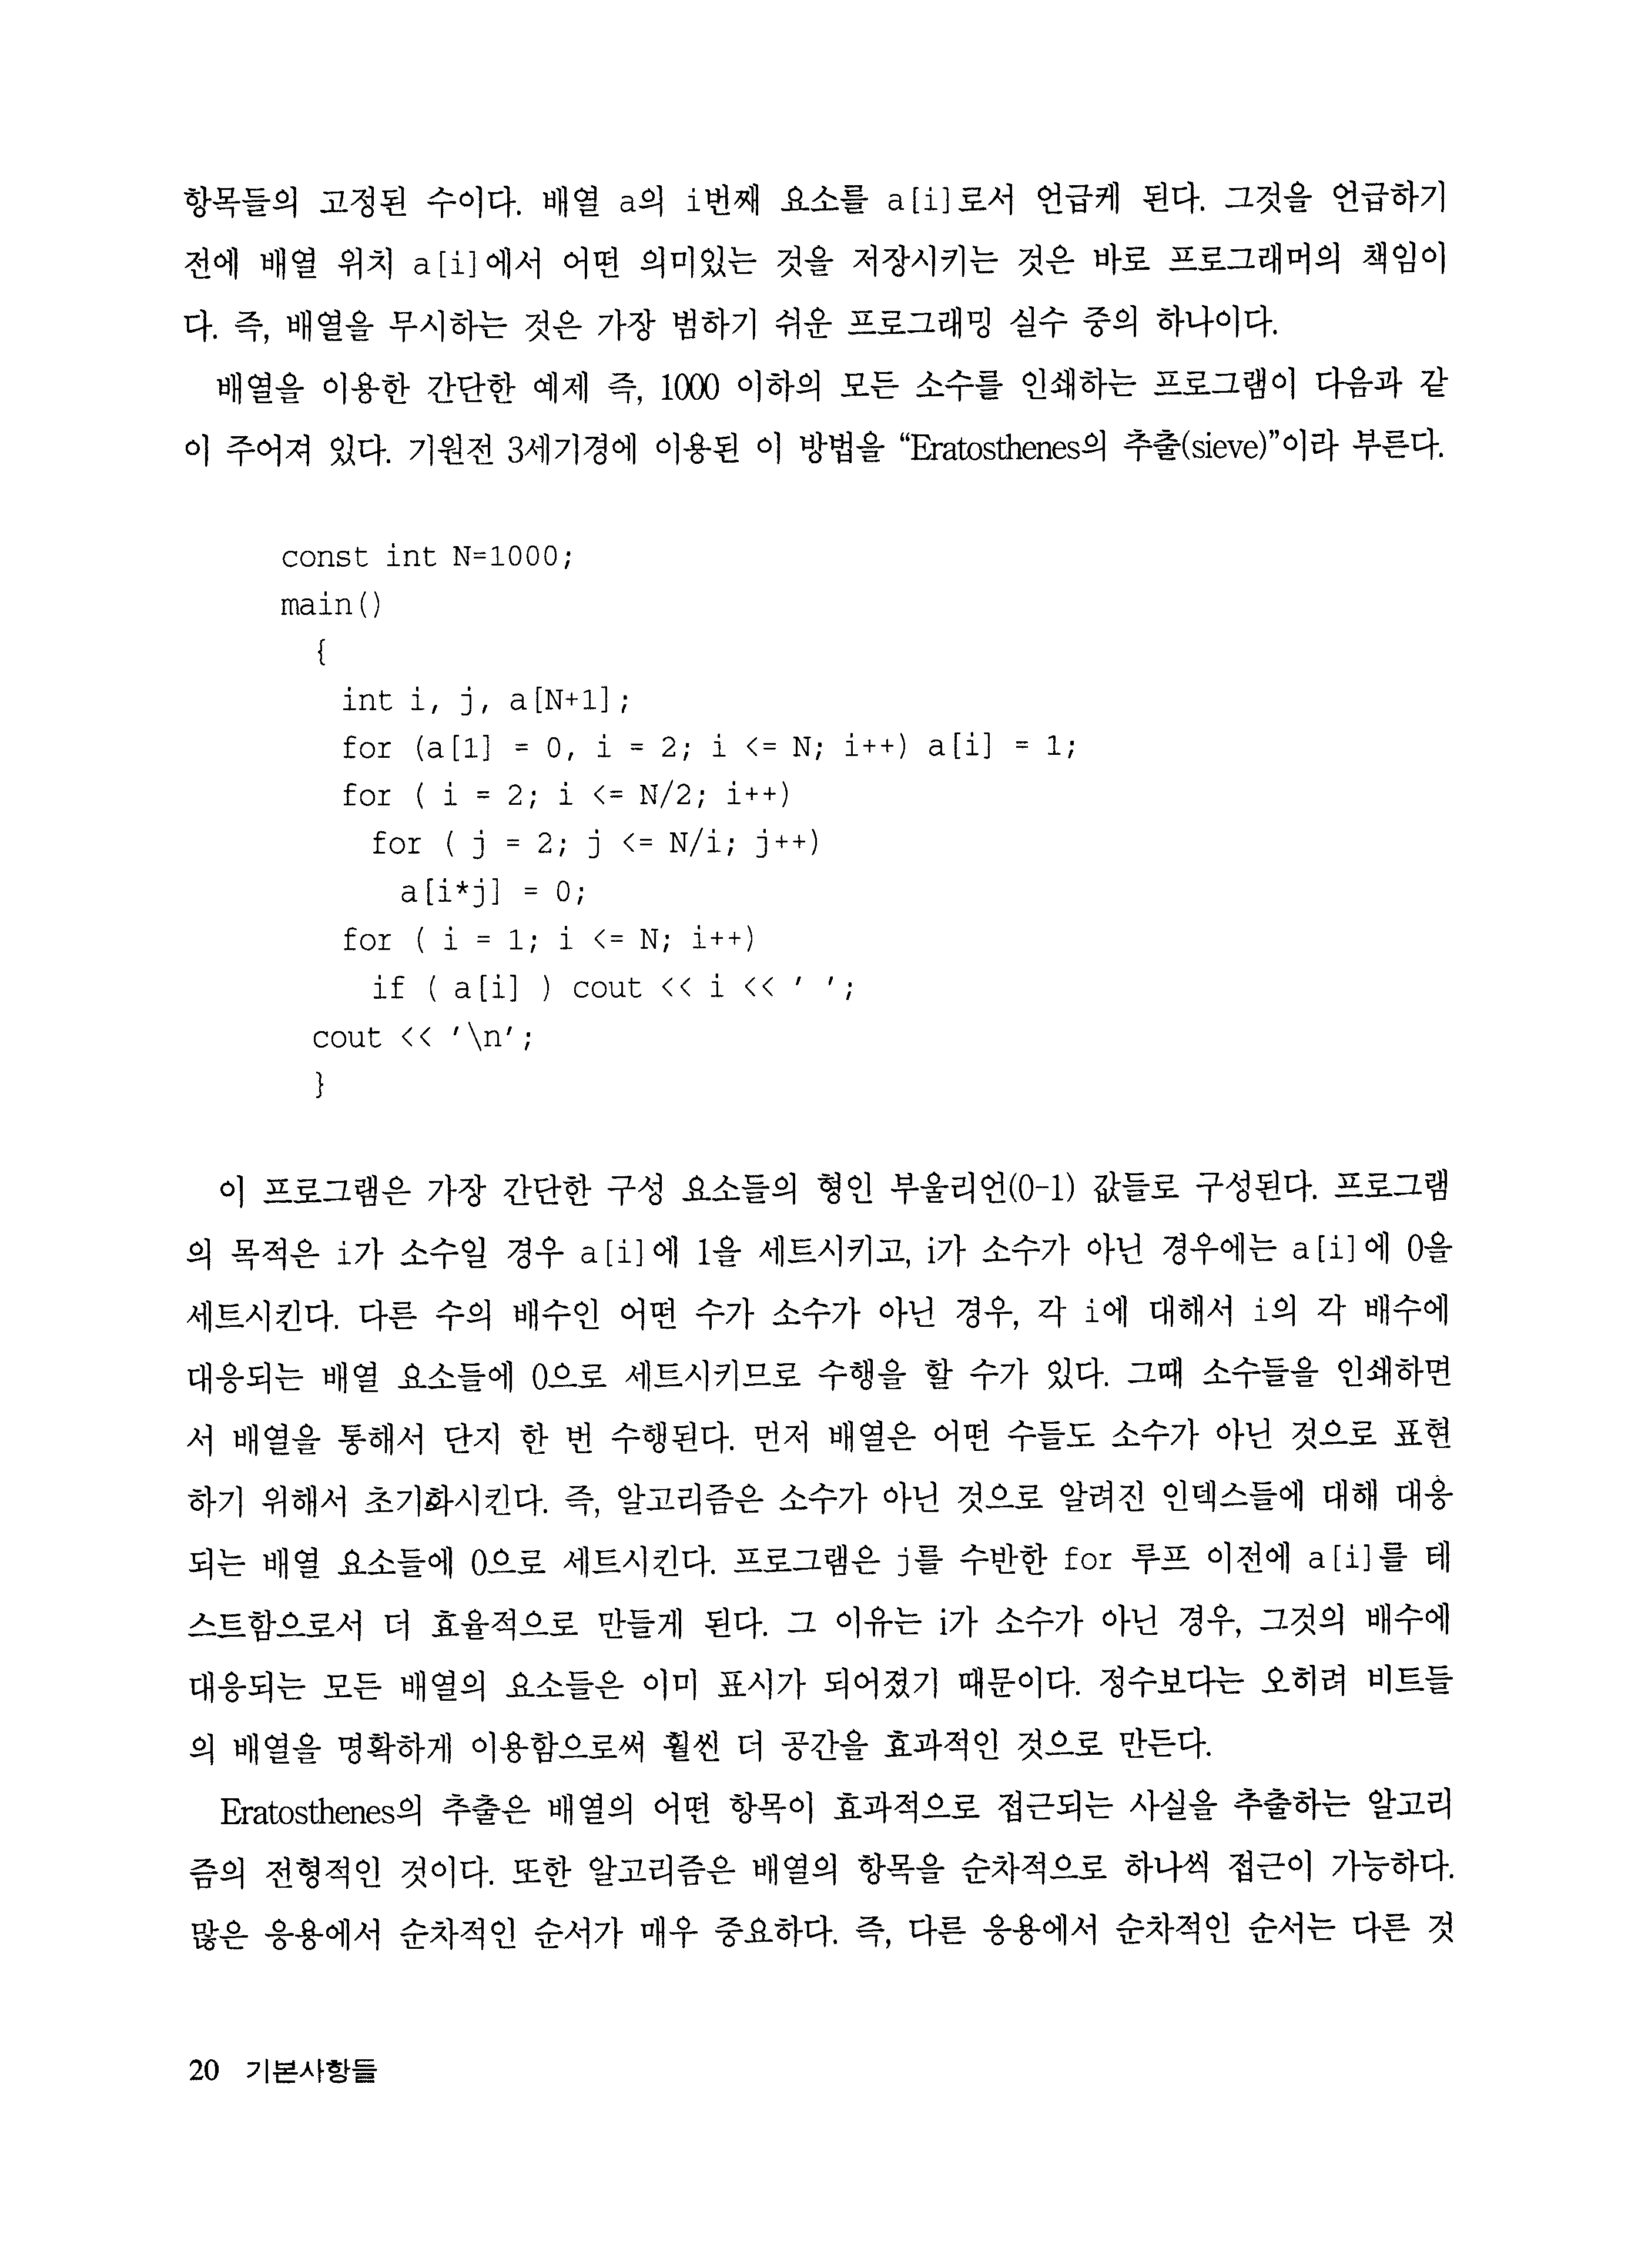 항목들의 고정된 수이다. 배열 a의 i번째 요소를 a[i]로서 언급케 된다. 그것을 언급하기
전에 배열 위치 a[i]에서 어떤 의미있는 것을 저장시키는 것은 바로 프로그래머의 책임이
다. 즉, 배열을 무시하는 것은 가장 범하기 쉬운 프로그래밍 실수 중의 하나이다.
배열을 이용한 간단한 예제 즉, 1000 이하의 모든 소수를 인쇄하는 프로그램이 다음과 같
이 주어져 있다. 기원전 3세기경에 이용된 이 방법을 “Eratosthenes의 추출(sieve)”이라 부른다.
const int N=1000;
main()
{
int i, j, a[N+1];
for (a[1] = 0, i = 2; i <= N; i++) a[i] = 1;
for ( i = 2; i <= N/2; i++)
for ( j = 2; j <= N/i; j++)
a[i*j] = 0;
for ( i = 1; i <= N; i++)
if ( a[i] ) cout << i << ' ';
cout << '\n';
}
이 프로그램은 가장 간단한 구성 요소들의 형인 부울리언(0-1) 값들로 구성된다. 프로그램
의 목적은 i가 소수일 경우 a[i]에 1을 세트시키고, i가 소수가 아닌 경우에는 a[i]에 0을
세트시킨다. 다른 수의 배수인 어떤 수가 소수가 아닌 경우, 각 i에 대해서 i의 각 배수에
대응되는 배열 요소들에 0으로 세트시키므로 수행을 할 수가 있다. 그때 소수들을 인쇄하면
서 배열을 통해서 단지 한 번 수행된다. 먼저 배열은 어떤 수들도 소수가 아닌 것으로 표현
하기 위해서 초기화시킨다. 즉, 알고리즘은 소수가 아닌 것으로 알려진 인덱스들에 대해 대응
되는 배열 요소들에 0으로 세트시킨다. 프로그램은 j를 수반한 for 루프 이전에 a[i]를 테
스트함으로서 더 효율적으로 만들게 된다. 그 이유는 i가 소수가 아닌 경우, 그것의 배수에
대응되는 모든 배열의 요소들은 이미 표시가 되어졌기 때문이다. 정수보다는 오히려 비트들
의 배열을 명확하게 이용함으로써 훨씬 더 공간을 효과적인 것으로 만든다.
Eratosthenes의 추출은 배열의 어떤 항목이 효과적으로 접근되는 사실을 추출하는 알고리
즘의 전형적인 것이다. 또한 알고리즘은 배열의 항목을 순차적으로 하나씩 접근이 가능하다.
많은 응용에서 순차적인 순서가 매우 중요하다. 즉, 다른 응용에서 순차적인 순서는 다른 것
20 기본사항들